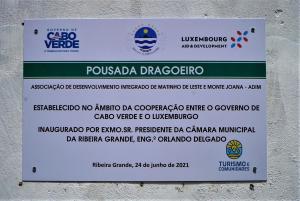 GOVERNO DE
CABO VERDE
LUXEMBOURG
AID & DEVELOPMENT
POUSADA DRAGOEIRO
ASSOCIAÇÃO DE DESENVOLVIMENTO INTEGRADO DE MATINHO DE LESTE E MONTE JOANA - ADIM
ESTABELECIDO NO ÂMBITO DA COOPERAÇÃO ENTRE O GOVERNO DE
CABO VERDE E O LUXEMBURGO
INAUGURADO POR EXMO.SR. PRESIDENTE DA CÂMARA MUNICIPAL
DA RIBEIRA GRANDE, ENG.º ORLANDO DELGADO
Ribeira Grande, 24 de junho de 2021
TURISMO e
COMUNIDADES